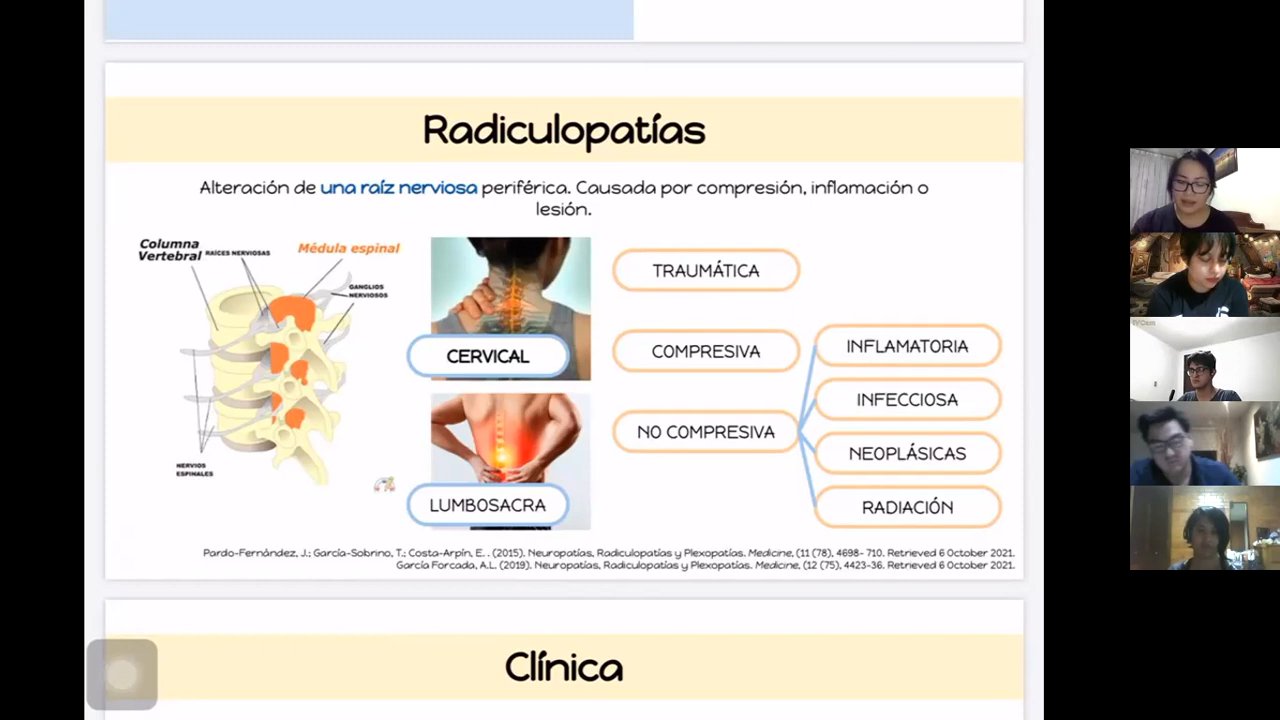 Radiculopatías
Alteración de una raíz nerviosa periférica. Causada por compresión, inflamación o
lesión.
Columna
Vertebral
RAÍCES NERVIOSAS
Médula espinal
GANGLIOS
NERVIOSOS
NERVIOS
ESPINALES
CERVICAL
LUMBOSACRA
TRAUMÁTICA
COMPRESIVA
NO COMPRESIVA
INFLAMATORIA
INFECCIOSA
NEOPLÁSICAS
RADIACIÓN
Pardo-Fernández, J.; García-Sobrino, T.; Costa-Arpín, E. . (2015). Neuropatías, Radiculopatías y Plexopatías. Medicine, (11 (78), 4698- 710. Retrieved 6 October 2021.
García Forcada, A.L. (2019). Neuropatías, Radiculopatías y Plexopatías. Medicine, (12 (75), 4423-36. Retrieved 6 October 2021.
Clínica